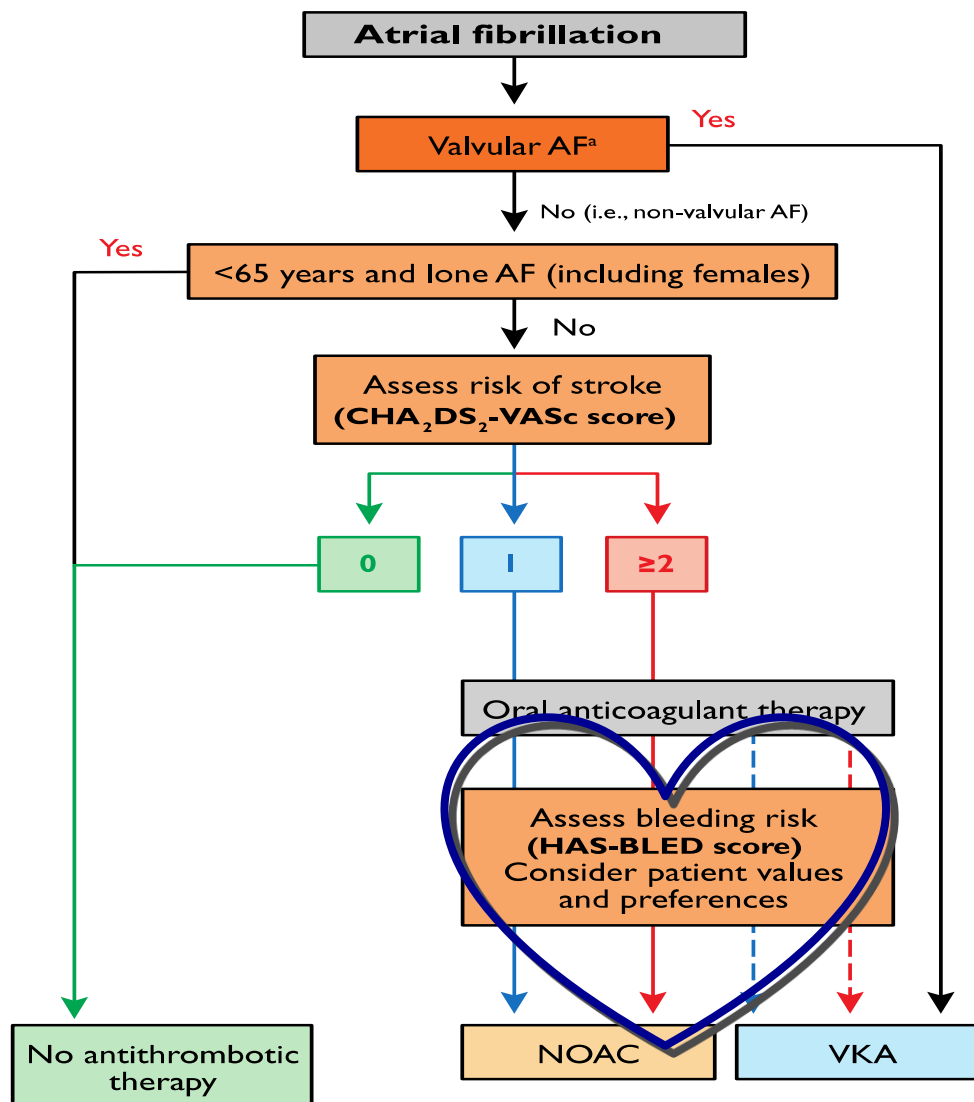 Atrial fibrillation
Valvular AFᵃ
Yes
No (i.e., non-valvular AF)
Yes
<65 years and lone AF (including females)
No
Assess risk of stroke
(CHA₂DS₂-VASc score)
0
1
≥2
Oral anticoagulant therapy
Assess bleeding risk
(HAS-BLED score)
Consider patient values
and preferences
No antithrombotic
therapy
NOAC
VKA